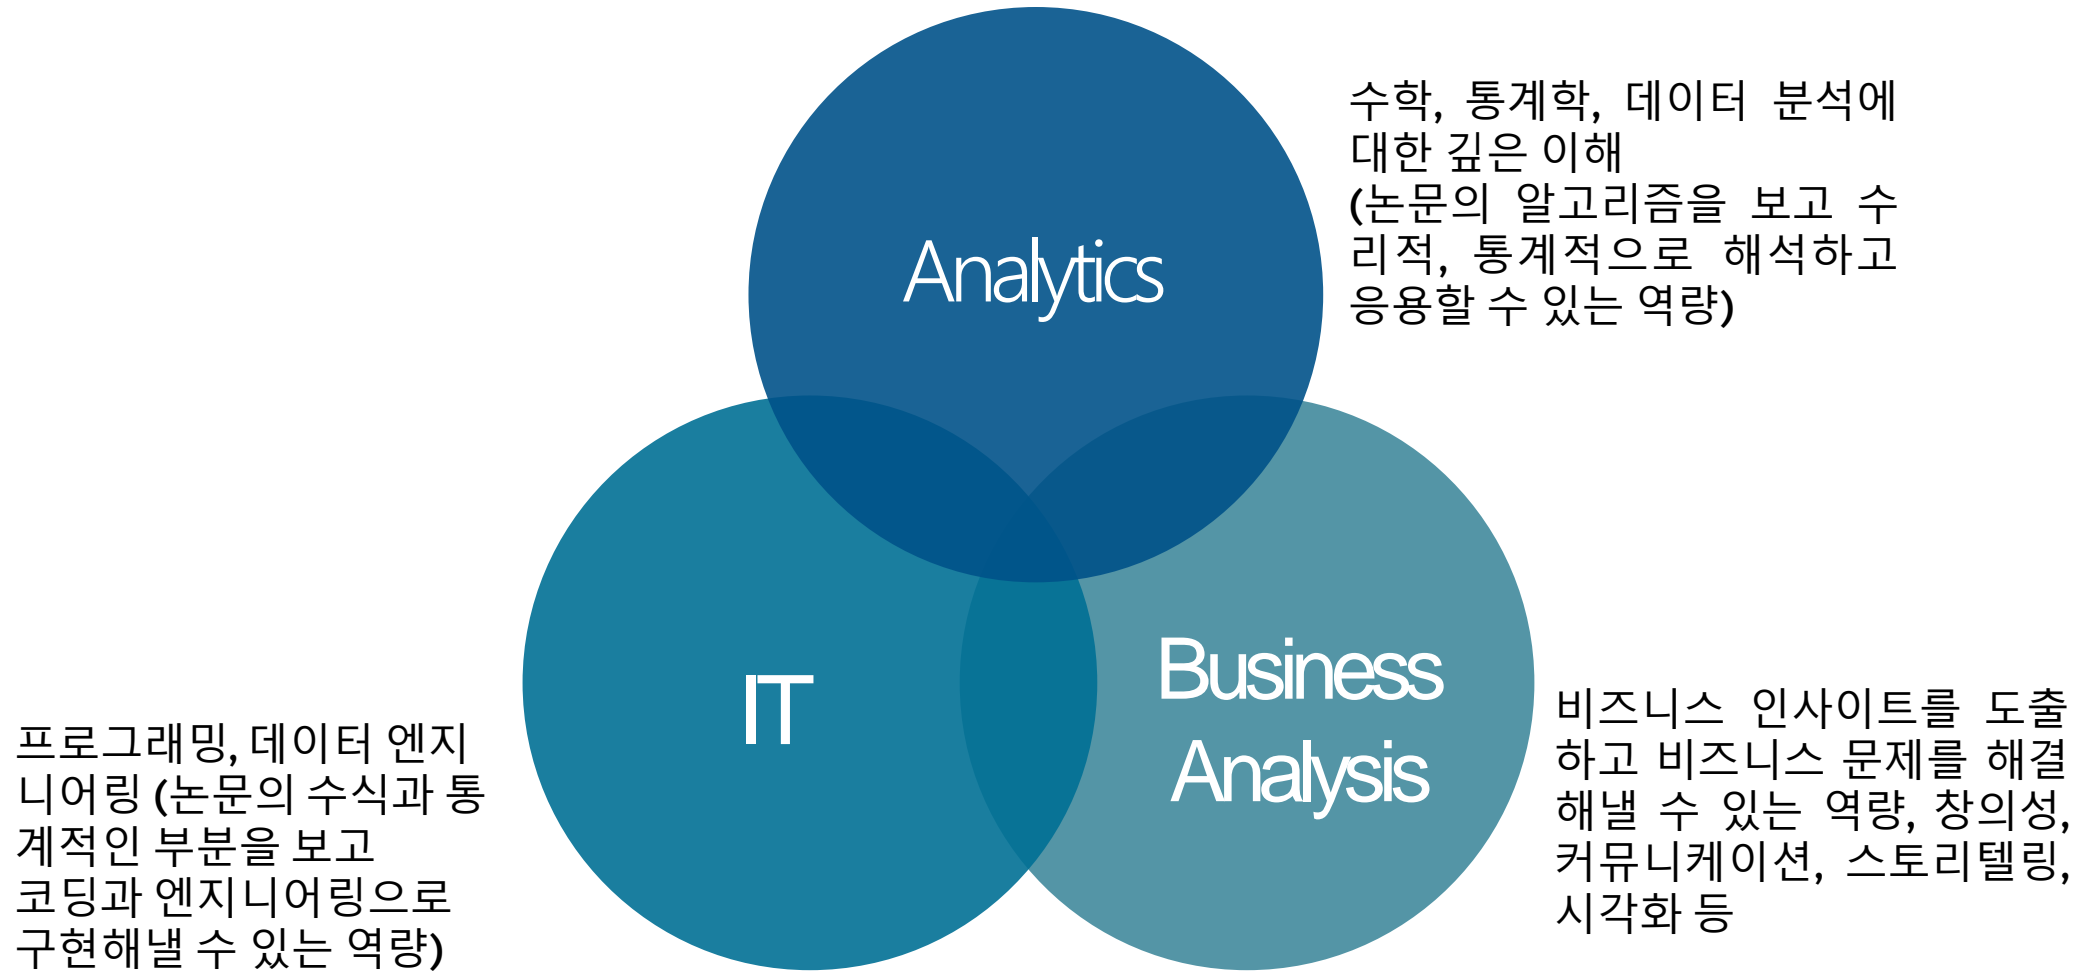 Analytics
수학, 통계학, 데이터 분석에
대한 깊은 이해
(논문의 알고리즘을 보고 수
리적, 통계적으로 해석하고
응용할 수 있는 역량)
IT
프로그래밍, 데이터 엔지
니어링 (논문의 수식과 통
계적인 부분을 보고
코딩과 엔지니어링으로
구현해낼 수 있는 역량)
Business
Analysis
비즈니스 인사이트를 도출
하고 비즈니스 문제를 해결
해낼 수 있는 역량, 창의성,
커뮤니케이션, 스토리텔링,
시각화 등